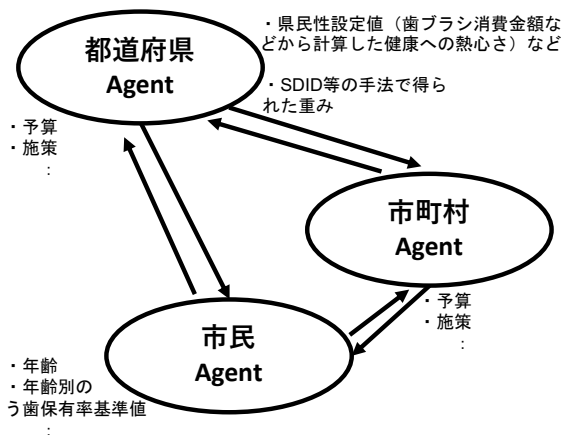 ・県民性設定値（歯ブラシ消費金額な
どから計算した健康への熱心さ）など
都道府県
Agent
・SDID等の手法で得ら
れた重み
・予算
・施策
:
市町村
Agent
・予算
・施策
:
市民
Agent
・年齢
・年齢別の
う歯保有率基準値
: